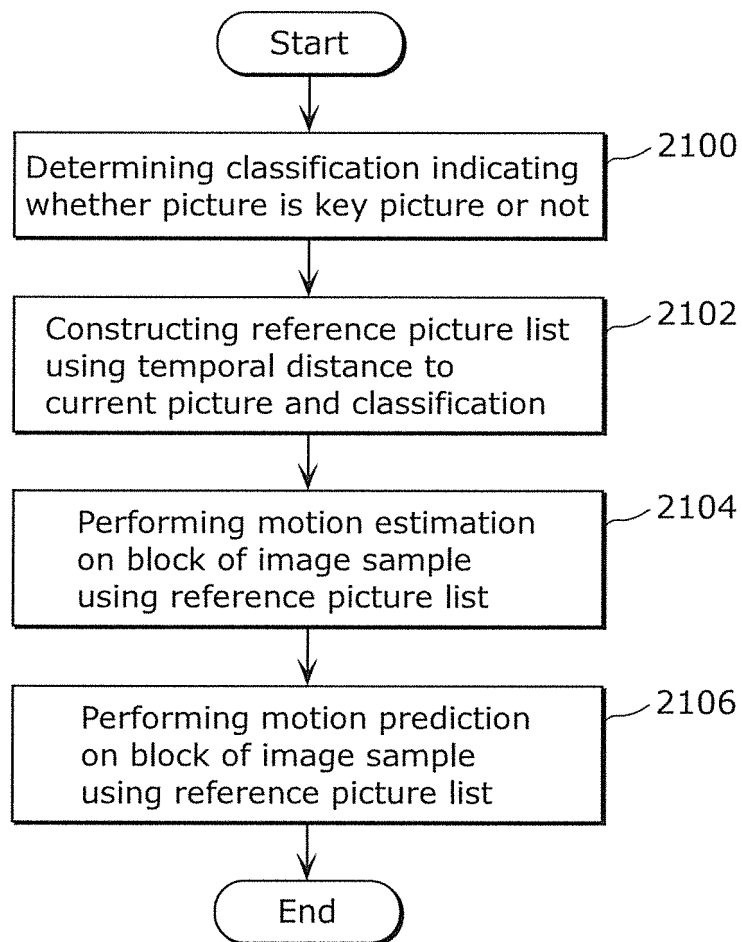 Start
2100
Determining classification indicating
whether picture is key picture or not
2102
Constructing reference picture list
using temporal distance to
current picture and classification
2104
Performing motion estimation
on block of image sample
using reference picture list
2106
Performing motion prediction
on block of image sample
using reference picture list
End